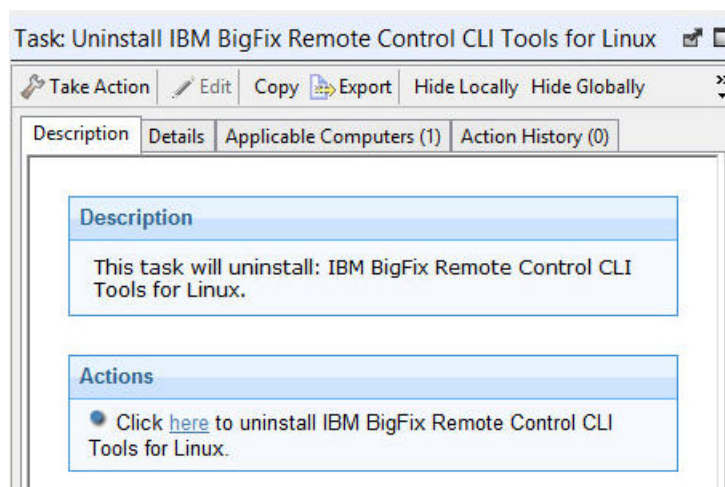 Task: Uninstall IBM BigFix Remote Control CLI Tools for Linux
Take Action Edit Copy Export Hide Locally Hide Globally »
Description Details Applicable Computers (1) Action History (0)
Description
This task will uninstall: IBM BigFix Remote Control CLI
Tools for Linux.
Actions
Click here to uninstall IBM BigFix Remote Control CLI
Tools for Linux.